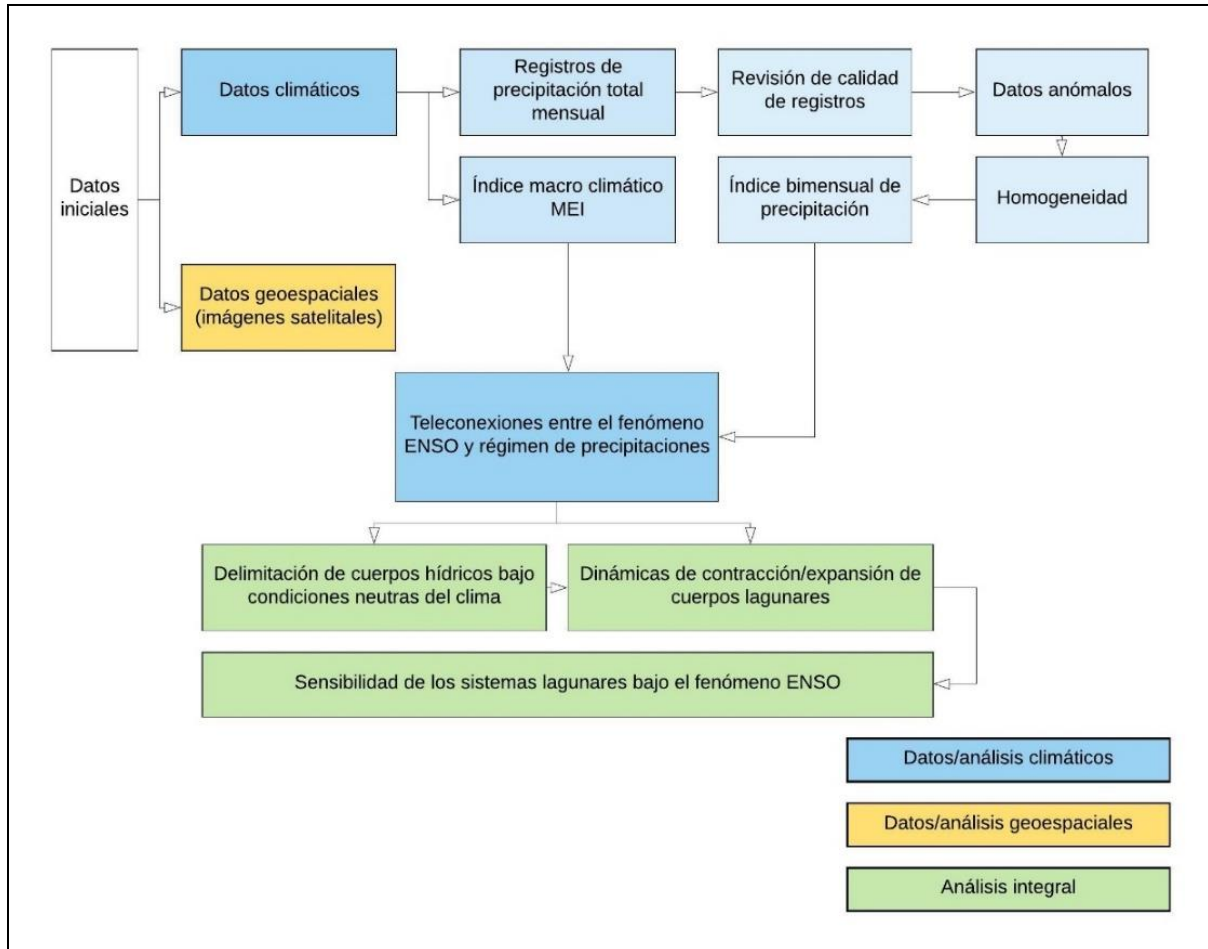 Datos
iniciales
Datos climáticos
Registros de
precipitación total
mensual
Revisión de calidad
de registros
Datos anómalos
Índice macro climático
MEI
Índice bimensual de
precipitación
Homogeneidad
Datos geoespaciales
(imágenes satelitales)
Teleconexiones entre el fenómeno
ENSO y régimen de precipitaciones
Delimitación de cuerpos hídricos bajo
condiciones neutras del clima
Dinámicas de contracción/expansión de
cuerpos lagunares
Sensibilidad de los sistemas lagunares bajo el fenómeno ENSO
Datos/análisis climáticos
Datos/análisis geoespaciales
Análisis integral